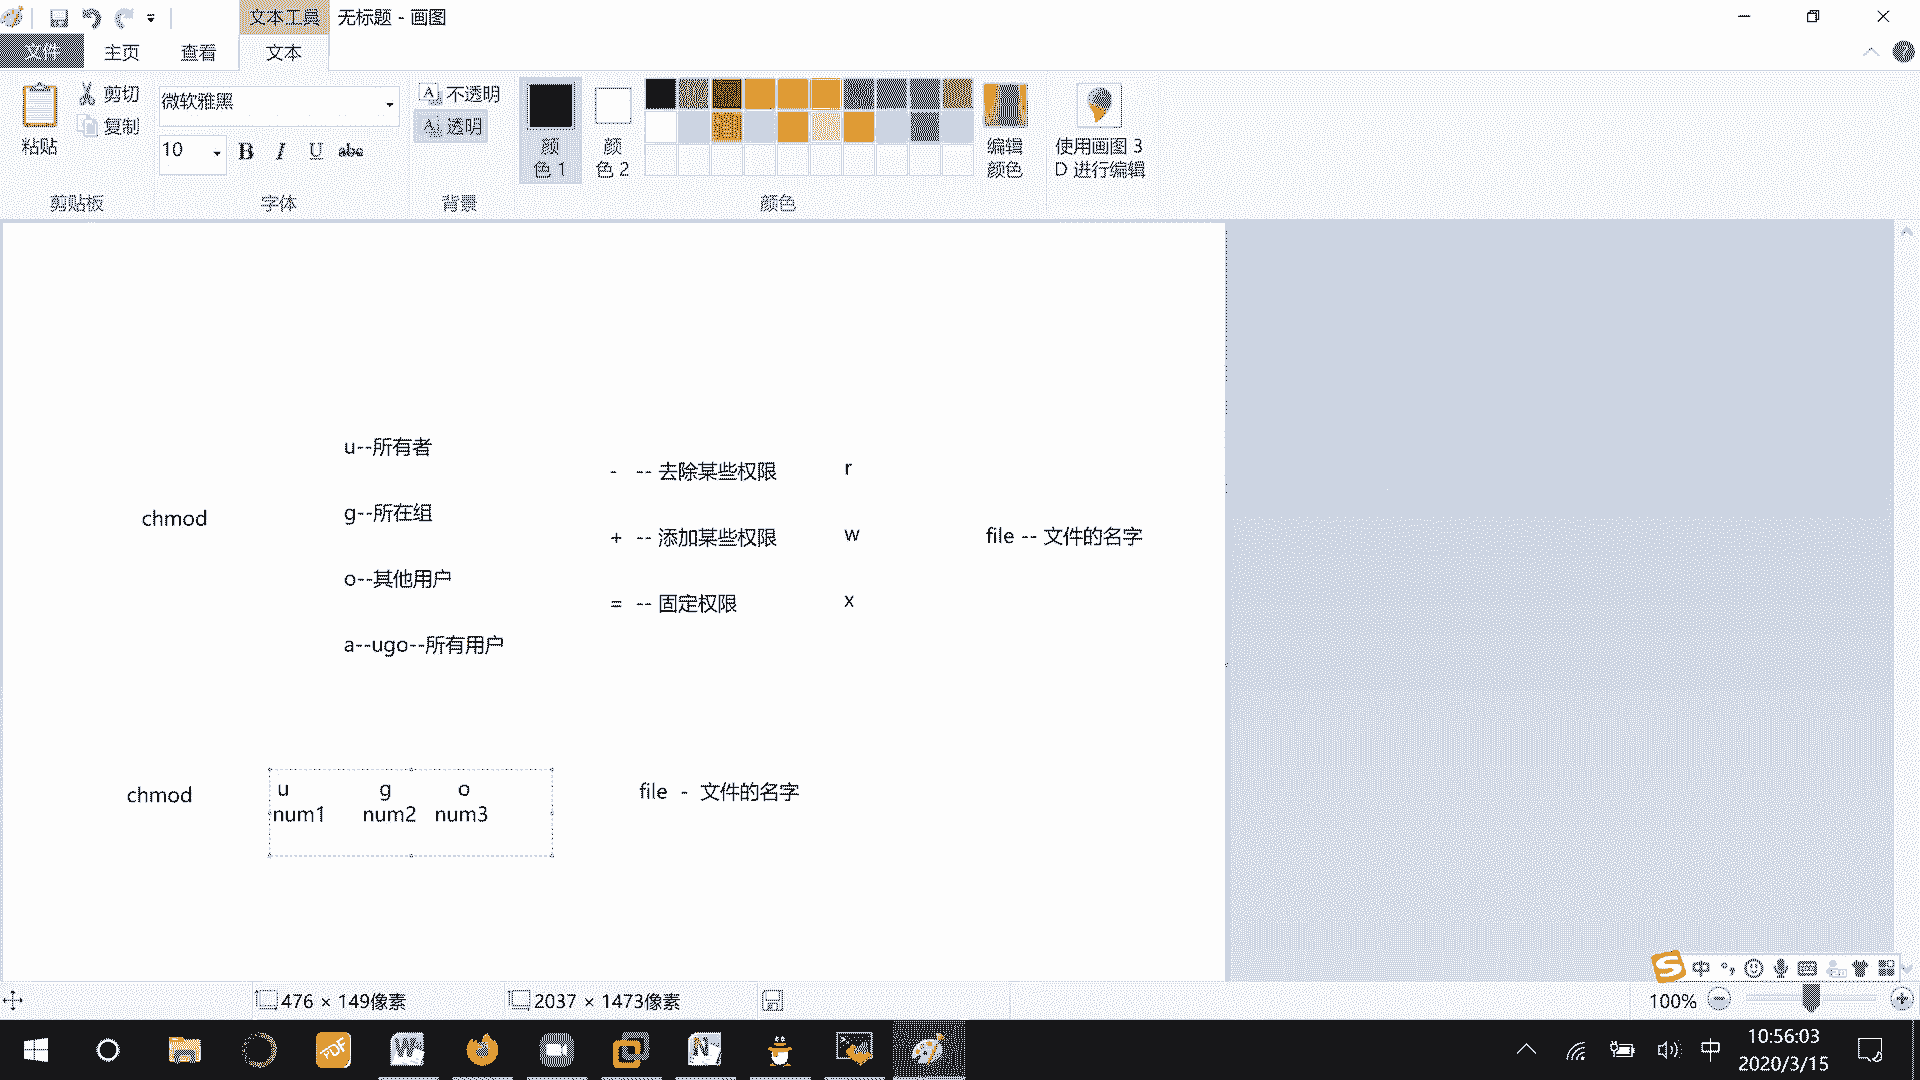 文本工具 无标题 - 画图
文件 主页 查看 文本
粘贴 剪切 复制
微软雅黑
10 B I U abc
不透明
透明
颜色 1
颜色 2
编辑颜色
使用画图 3D 进行编辑
剪贴板 字体 背景 颜色
u--所有者
g--所在组
o--其他用户
a--ugo--所有用户
chmod
- -- 去除某些权限 r
+ -- 添加某些权限 w
= -- 固定权限 x
file -- 文件的名字
chmod
u g o
num1 num2 num3
file - 文件的名字
中
476 × 149像素 2037 × 1473像素 100%
中
10:56:03
2020/3/15